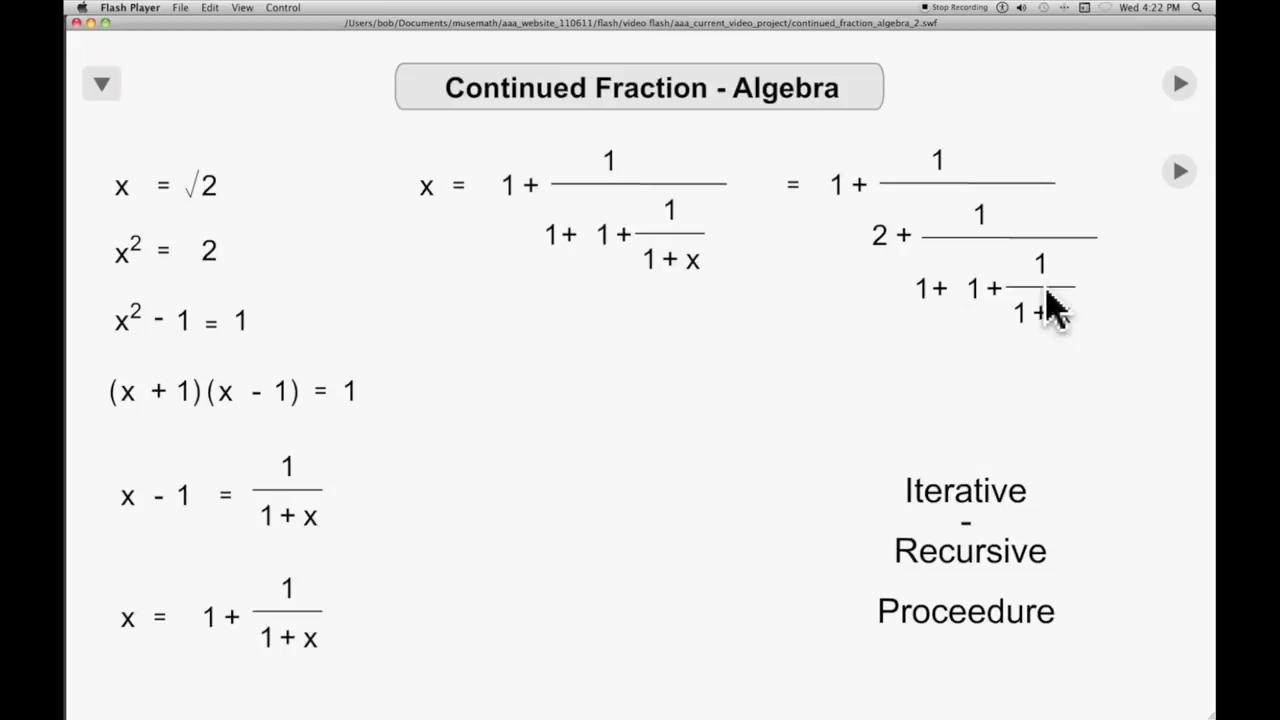 Flash Player File Edit View Control Stop Recording Wed 4:22 PM
/Users/bob/Documents/musemath/aaa_website_110611/flash/video flash/aaa_current_video_project/continued_fraction_algebra_2.swf
Continued Fraction - Algebra
x = √2
x² = 2
x² - 1 = 1
(x + 1)(x - 1) = 1
1
x - 1 = ———
1 + x
1
x = 1 + ———
1 + x
1
x = 1 + ———
1
1+ 1 + ———
1 + x
1
= 1 + ———
1
2 + ———
1
1+ 1 + ———
1 +
Iterative
-
Recursive
Proceedure